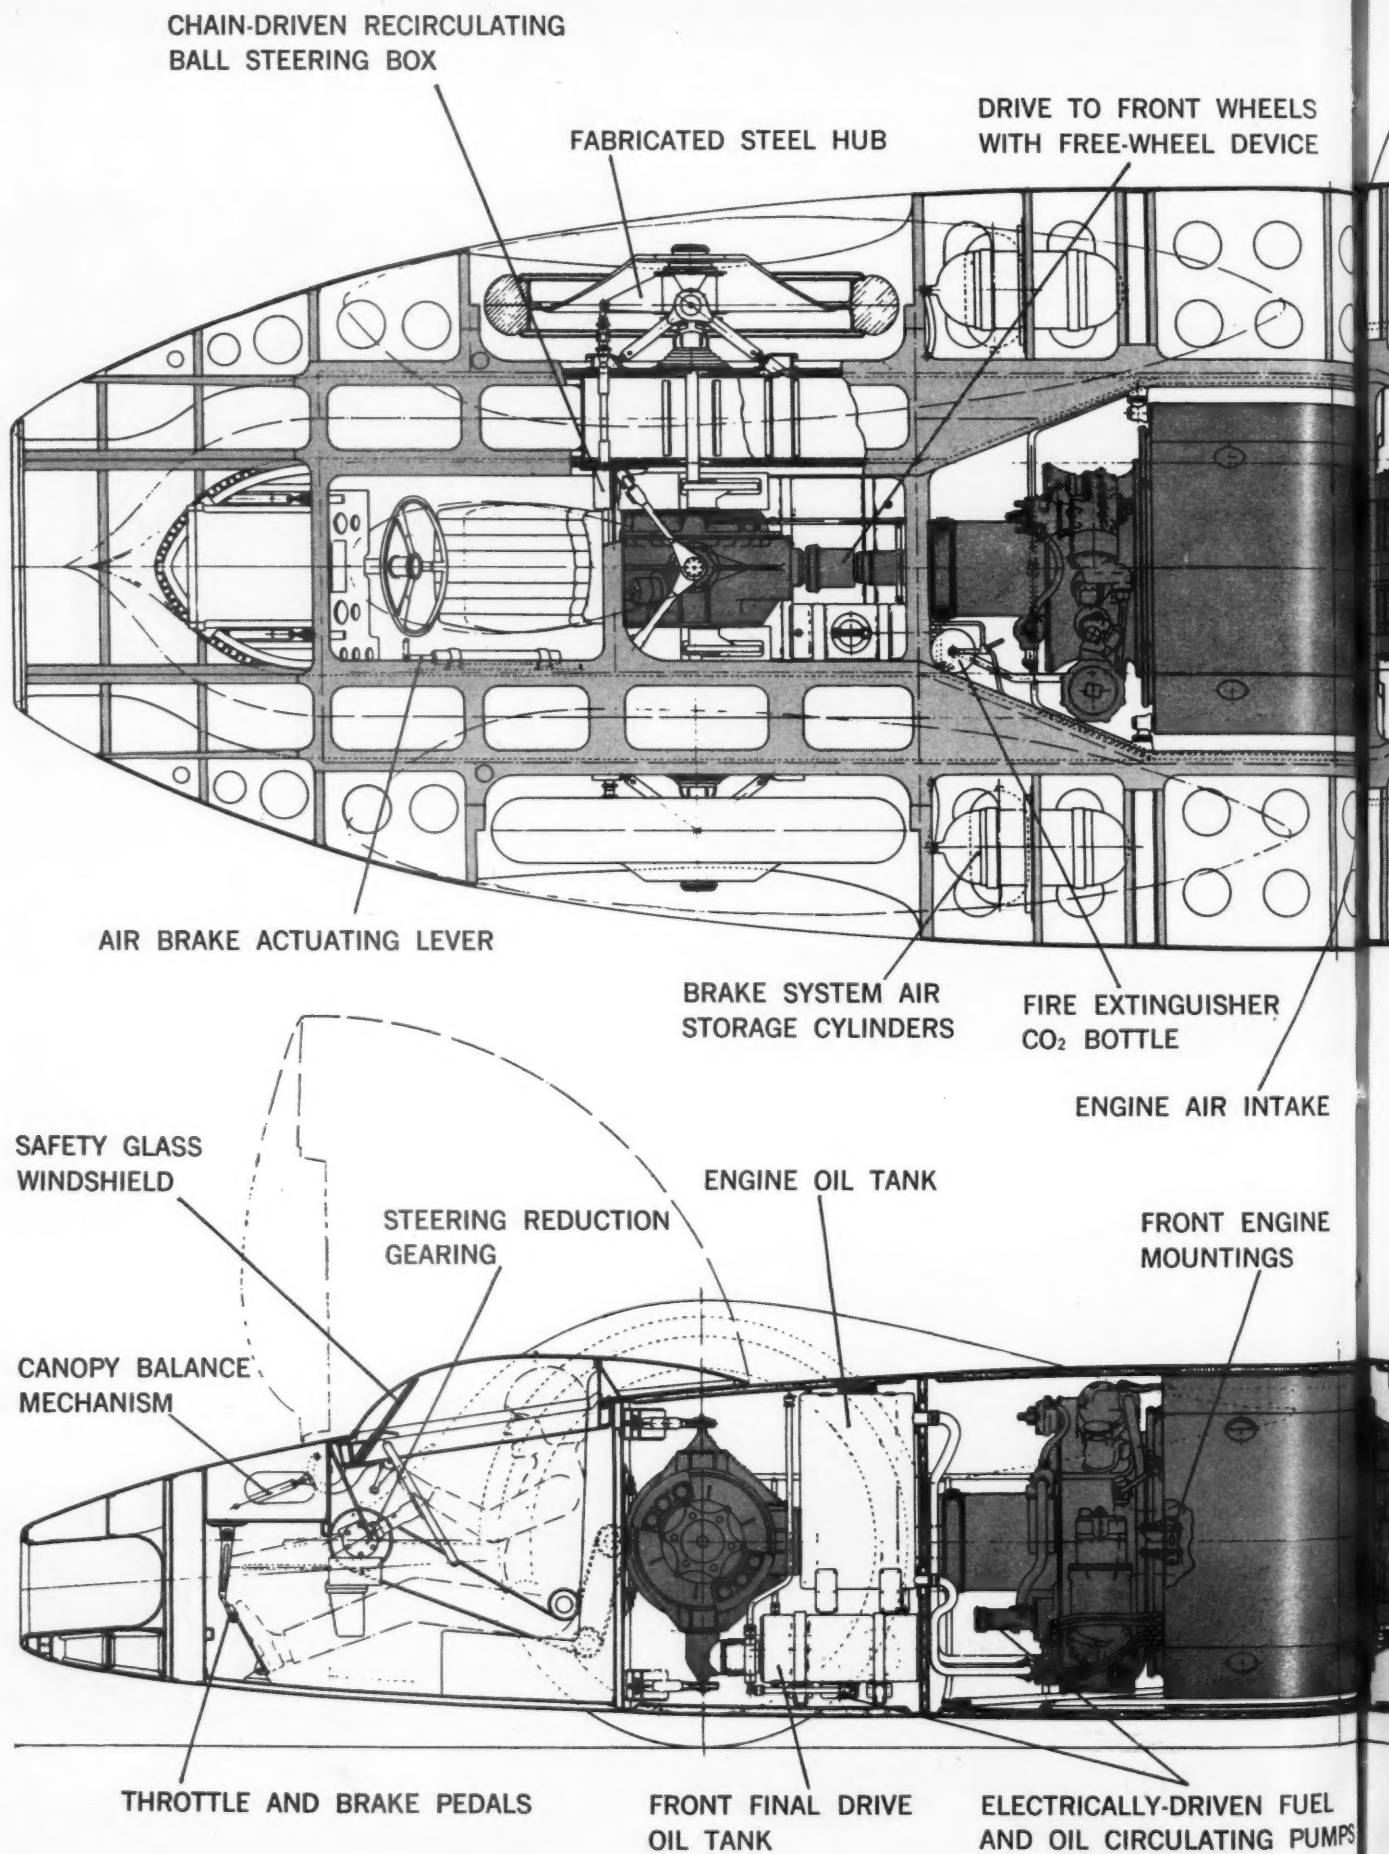 CHAIN-DRIVEN RECIRCULATING
BALL STEERING BOX
FABRICATED STEEL HUB
DRIVE TO FRONT WHEELS
WITH FREE-WHEEL DEVICE
AIR BRAKE ACTUATING LEVER
BRAKE SYSTEM AIR
STORAGE CYLINDERS
FIRE EXTINGUISHER
CO₂ BOTTLE
ENGINE AIR INTAKE
SAFETY GLASS
WINDSHIELD
STEERING REDUCTION
GEARING
ENGINE OIL TANK
FRONT ENGINE
MOUNTINGS
CANOPY BALANCE
MECHANISM
THROTTLE AND BRAKE PEDALS
FRONT FINAL DRIVE
OIL TANK
ELECTRICALLY-DRIVEN FUEL
AND OIL CIRCULATING PUMPS